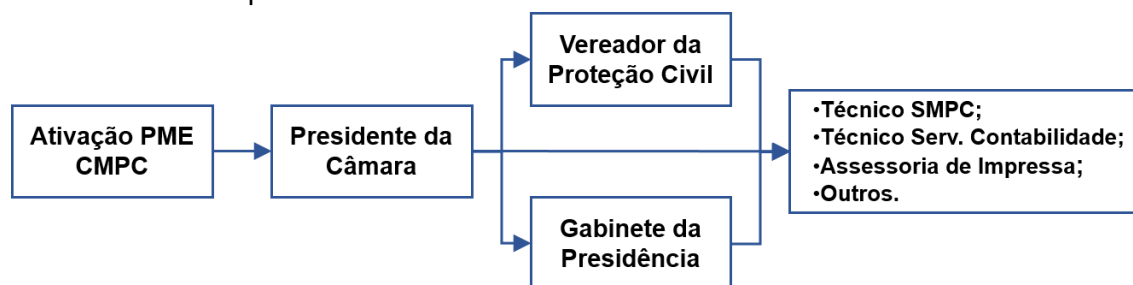 Ativação PME
CMPC
Presidente da
Câmara
Vereador da
Proteção Civil
Gabinete da
Presidência
•Técnico SMPC;
•Técnico Serv. Contabilidade;
•Assessoria de Impressa;
•Outros.